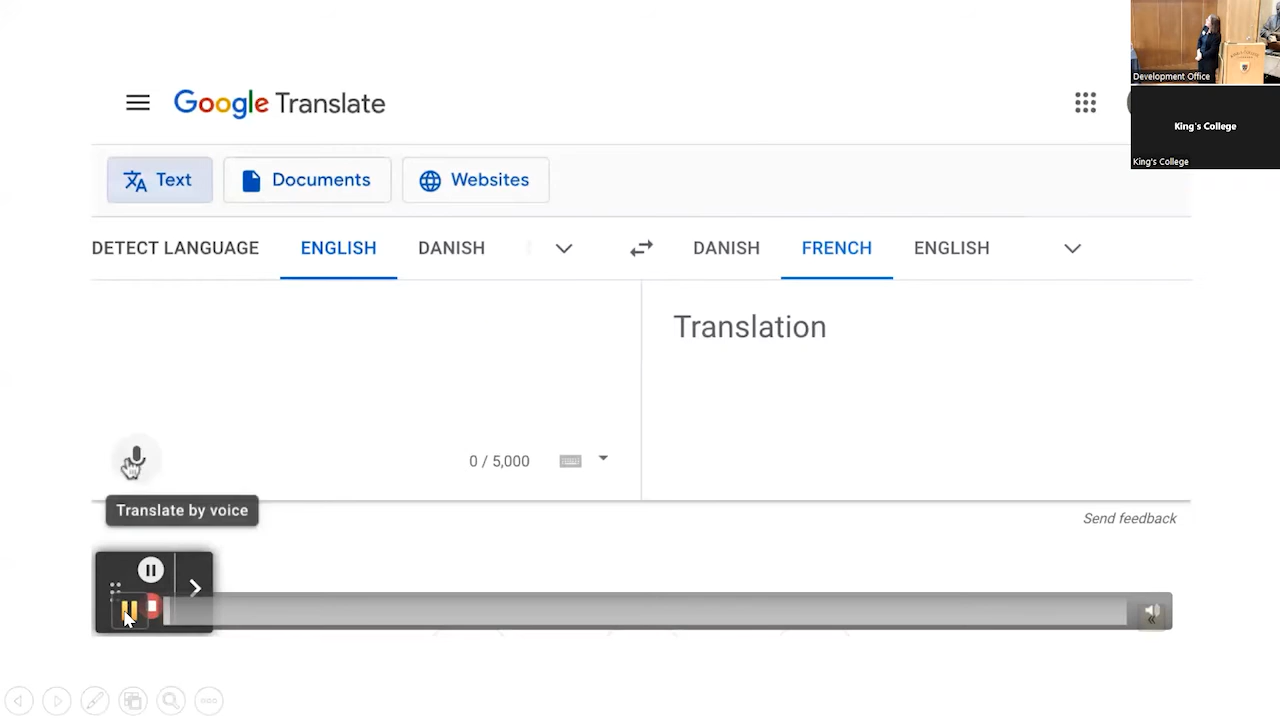 Google Translate
Text
Documents
Websites
DETECT LANGUAGE
ENGLISH
DANISH
DANISH
FRENCH
ENGLISH
Translation
0 / 5,000
Translate by voice
Send feedback
Development Office
King's College
King's College